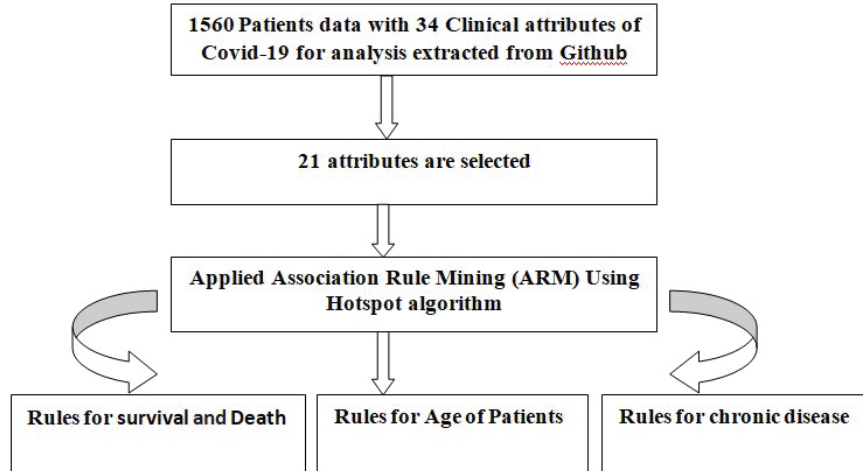 1560 Patients data with 34 Clinical attributes of
Covid-19 for analysis extracted from Github
21 attributes are selected
Applied Association Rule Mining (ARM) Using
Hotspot algorithm
Rules for survival and Death
Rules for Age of Patients
Rules for chronic disease